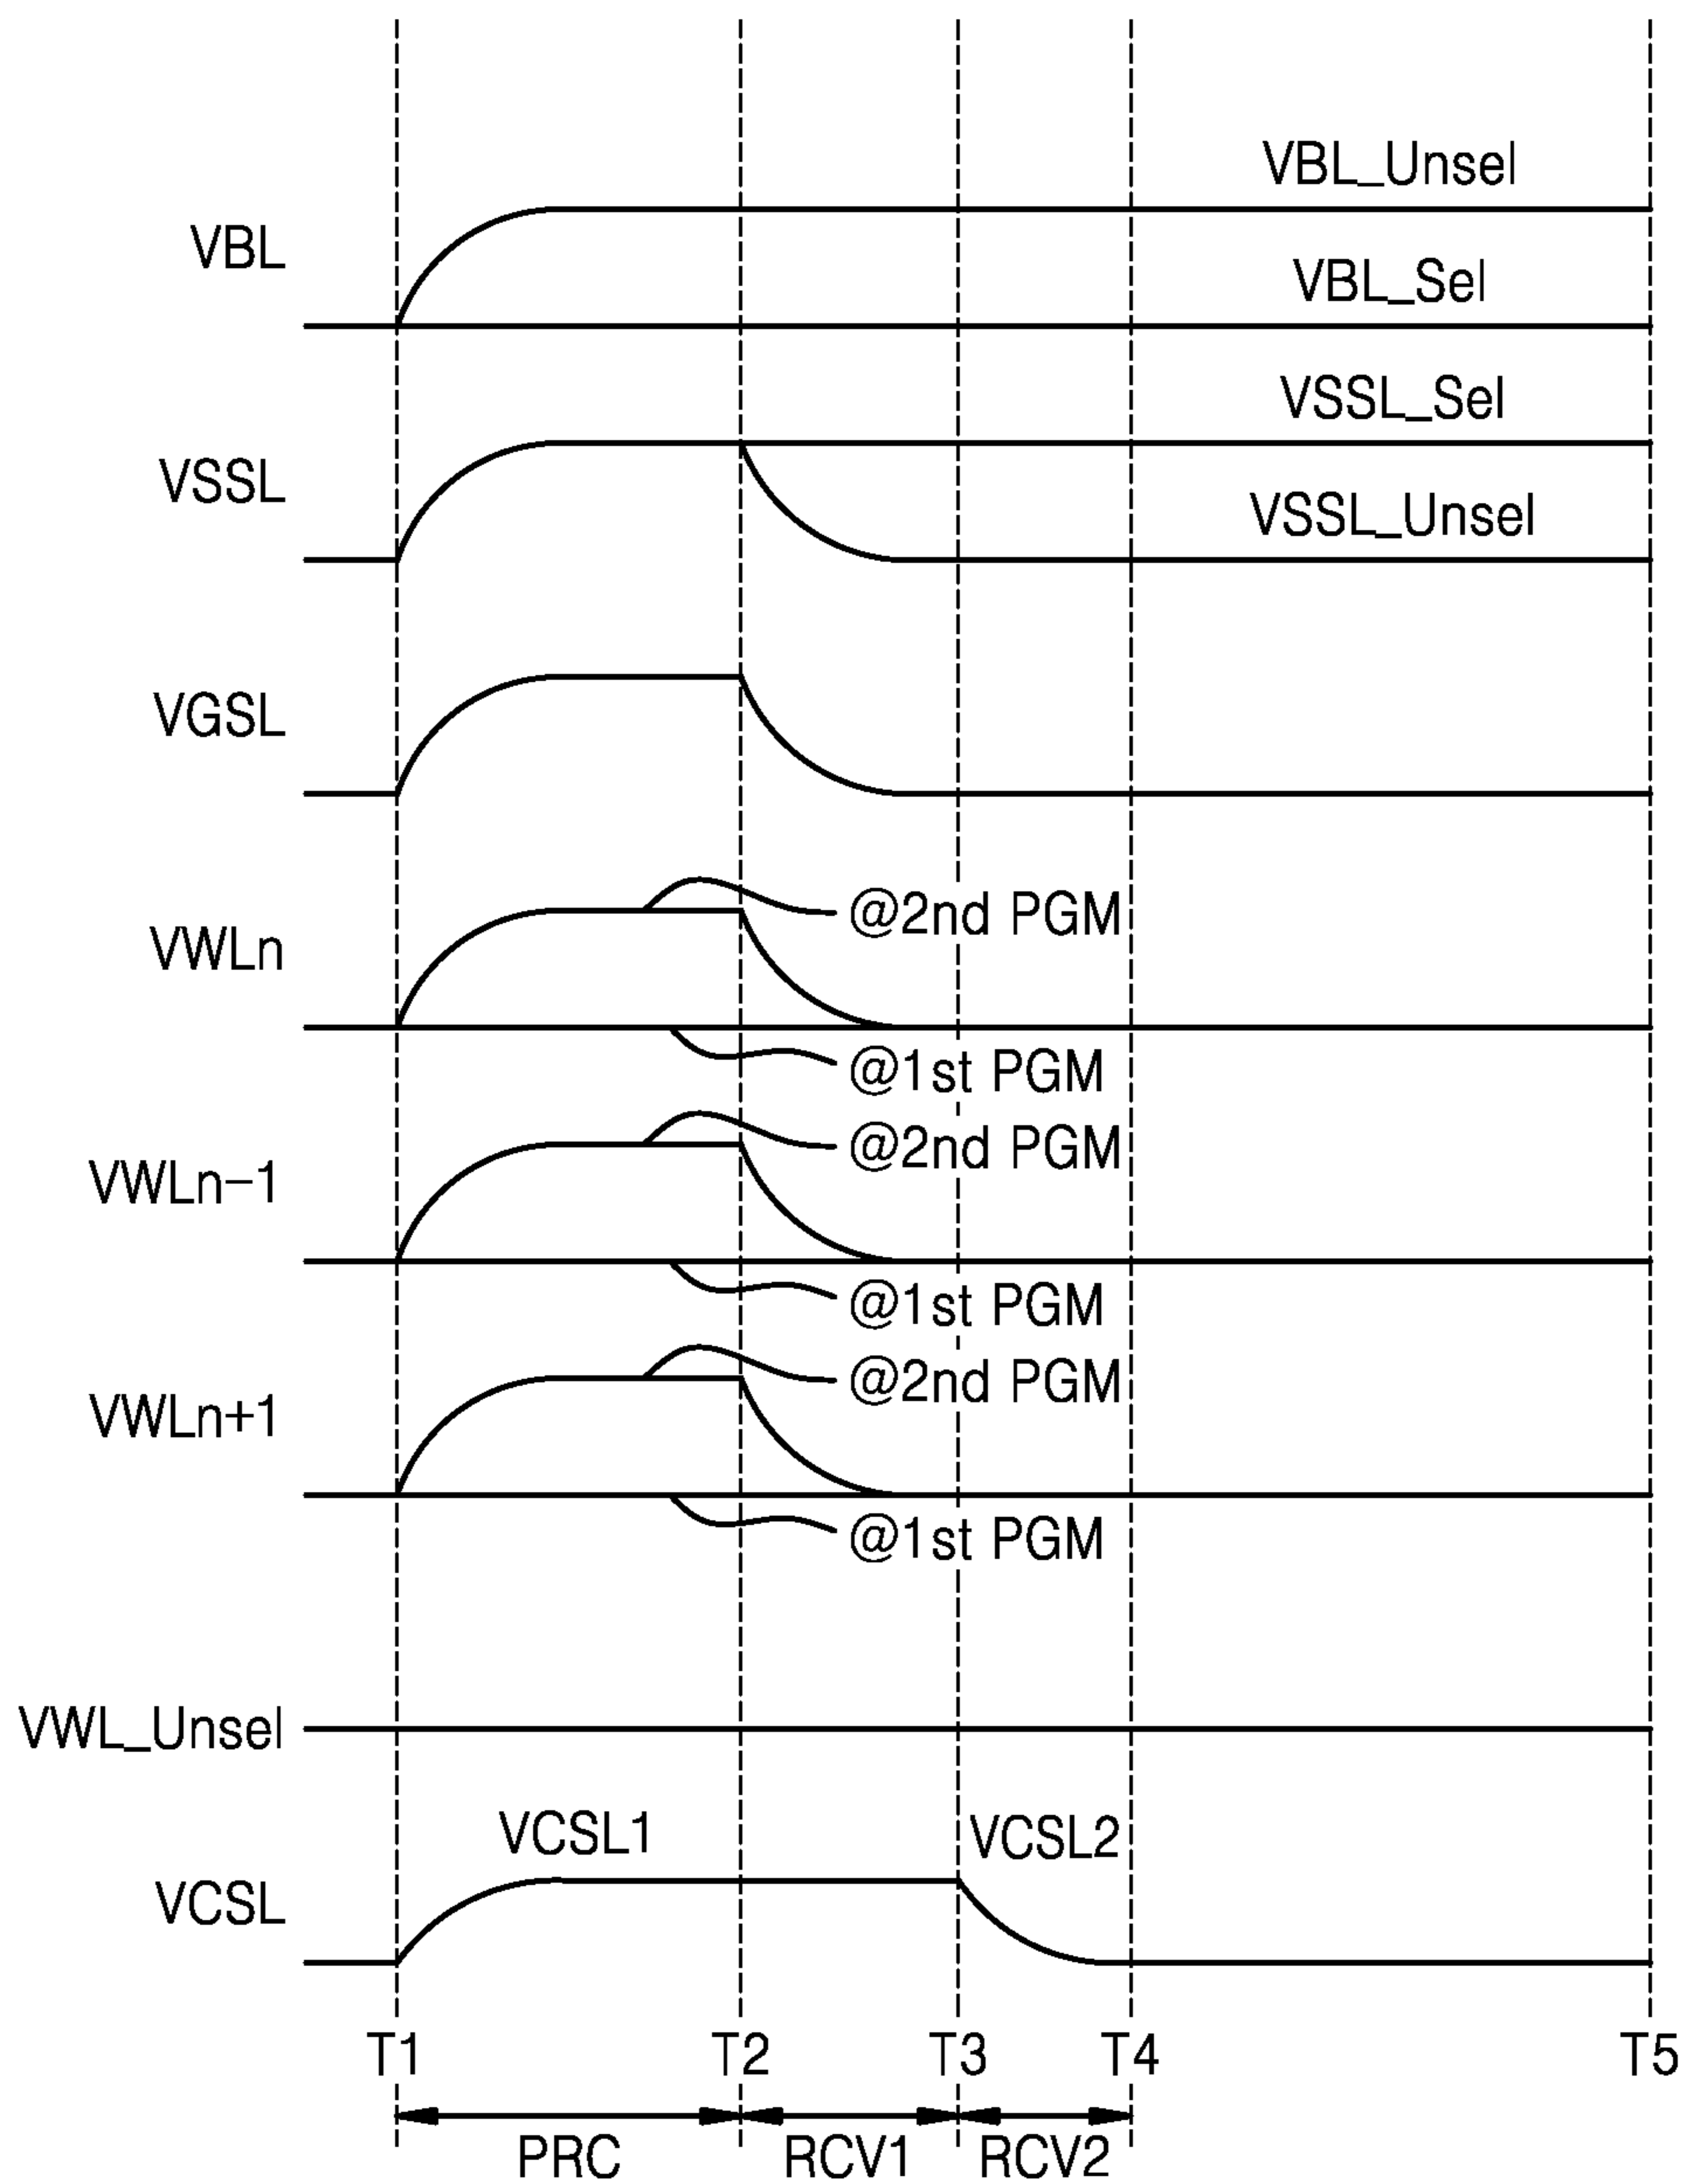 VBL_Unsel
VBL
VBL_Sel
VSSL_Sel
VSSL
VSSL_Unsel
VGSL
@2nd PGM
VWLn
@1st PGM
@2nd PGM
VWLn-1
@1st PGM
@2nd PGM
VWLn+1
@1st PGM
VWL_Unsel
VCSL1 VCSL2
VCSL
T1 T2 T3 T4 T5
PRC RCV1 RCV2